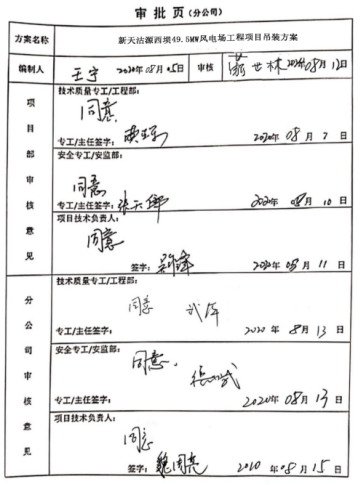 审批页(分公司)
方案名称 新天沽源西坝49.5MW风电场工程项目吊装方案
编制人 王宇 2020年08月05日 审核 世林 2020年08月12日
项目部审核意见
技术质量专工/工程部：
同意
专工/主任签字： 2020年08月7日
安全专工/安监部：
同意
专工/主任签字：张天 2020年08月10日
项目技术负责人：
同意
签字： 2020年08月11日
分公司审核意见
技术质量专工/工程部：
同意
专工/主任签字： 2020年8月13日
安全专工/安监部：
同意.
专工/主任签字： 2020年08月13日
项目技术负责人：
同意
签字：魏国亮 2010年08月15日